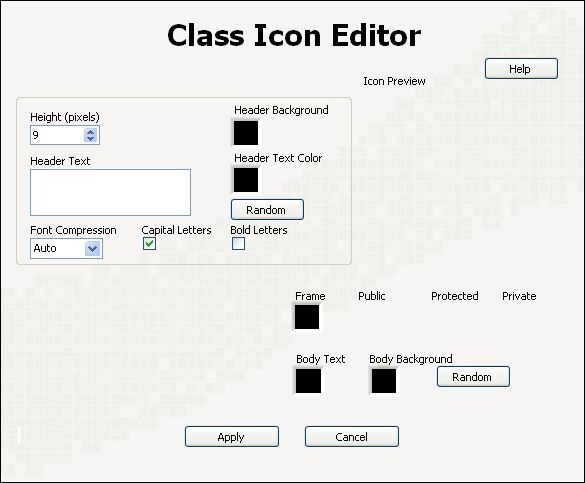 Class Icon Editor
Help
Icon Preview
Height (pixels)
9
Header Background
Header Text
Header Text Color
Random
Font Compression
Auto
Capital Letters
Bold Letters
Frame
Public
Protected
Private
Body Text
Body Background
Random
Apply
Cancel